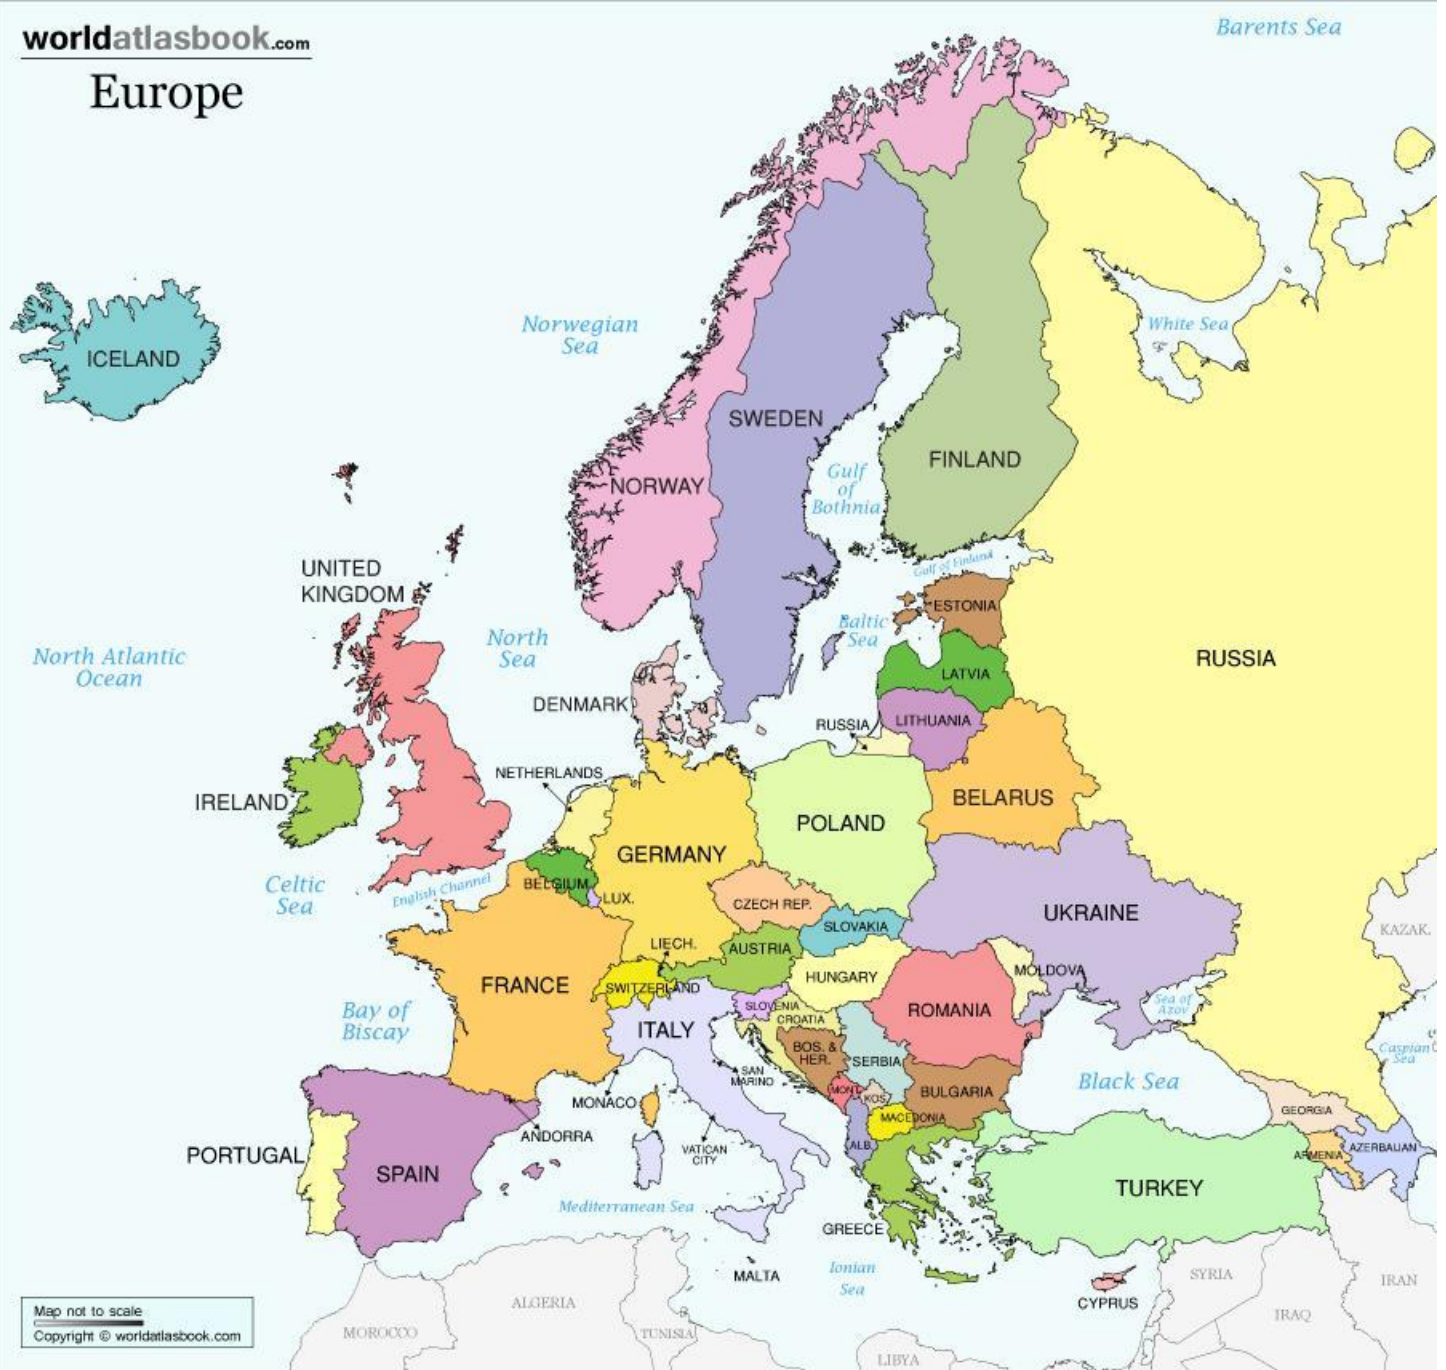 worldatlasbook.com
Europe
Barents Sea
Norwegian
Sea
White Sea
ICELAND
SWEDEN
FINLAND
NORWAY
Gulf
of
Bothnia
Gulf of Finland
UNITED
KINGDOM
ESTONIA
Baltic
Sea
North
Sea
North Atlantic
Ocean
RUSSIA
LATVIA
DENMARK
LITHUANIA
RUSSIA
NETHERLANDS
BELARUS
IRELAND
POLAND
GERMANY
Celtic
Sea
English Channel
BELGIUM
LUX.
CZECH REP.
UKRAINE
SLOVAKIA
KAZAK.
LIECH.
AUSTRIA
MOLDOVA
HUNGARY
FRANCE
SWITZERLAND
SLOVENIA
CROATIA
ROMANIA
Sea of
Azov
Bay of
Biscay
ITALY
BOS. &
HER.
SERBIA
Caspian
Sea
SAN
MARINO
Black Sea
MONT.
KOS.
BULGARIA
MONACO
MACEDONIA
GEORGIA
ANDORRA
ALB.
VATICAN
CITY
ARMENIA
AZERBAIJAN
PORTUGAL
SPAIN
TURKEY
Mediterranean Sea
GREECE
MALTA
Ionian
Sea
CYPRUS
SYRIA
IRAN
IRAQ
ALGERIA
MOROCCO
TUNISIA
LIBYA
Map not to scale
Copyright © worldatlasbook.com